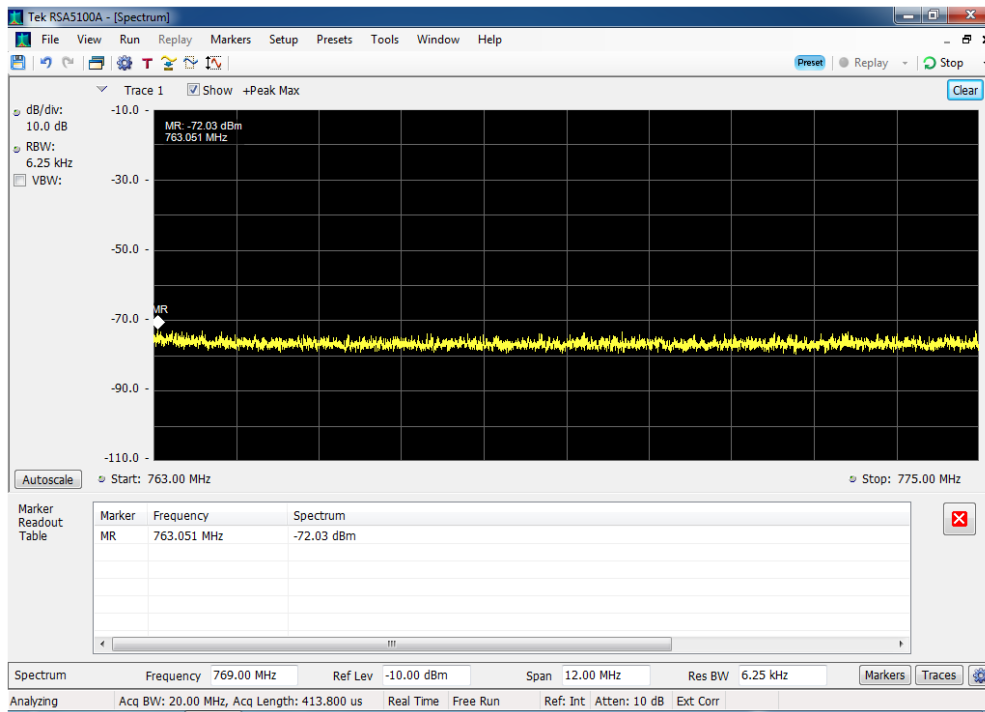 Tek RSA5100A - [Spectrum]
File View Run Replay Markers Setup Presets Tools Window Help
T Preset Replay Stop
Trace 1 Show +Peak Max Clear
dB/div:
10.0 dB
RBW:
6.25 kHz
VBW:
-10.0
MR: -72.03 dBm
763.051 MHz
-30.0
-50.0
MR
-70.0
-90.0
-110.0
Autoscale Start: 763.00 MHz Stop: 775.00 MHz
Marker
Readout
Table
Marker Frequency Spectrum
MR 763.051 MHz -72.03 dBm
Spectrum Frequency 769.00 MHz Ref Lev -10.00 dBm Span 12.00 MHz Res BW 6.25 kHz Markers Traces
Analyzing Acq BW: 20.00 MHz, Acq Length: 413.800 us Real Time Free Run Ref: Int Atten: 10 dB Ext Corr